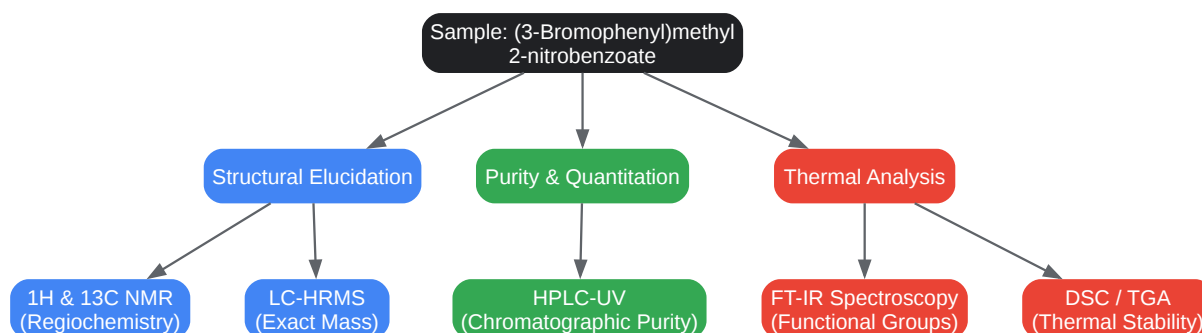 Sample: (3-Bromophenyl)methyl
2-nitrobenzoate
Structural Elucidation
Purity & Quantitation
Thermal Analysis
1H & 13C NMR
(Regiochemistry)
LC-HRMS
(Exact Mass)
HPLC-UV
(Chromatographic Purity)
FT-IR Spectroscopy
(Functional Groups)
DSC / TGA
(Thermal Stability)